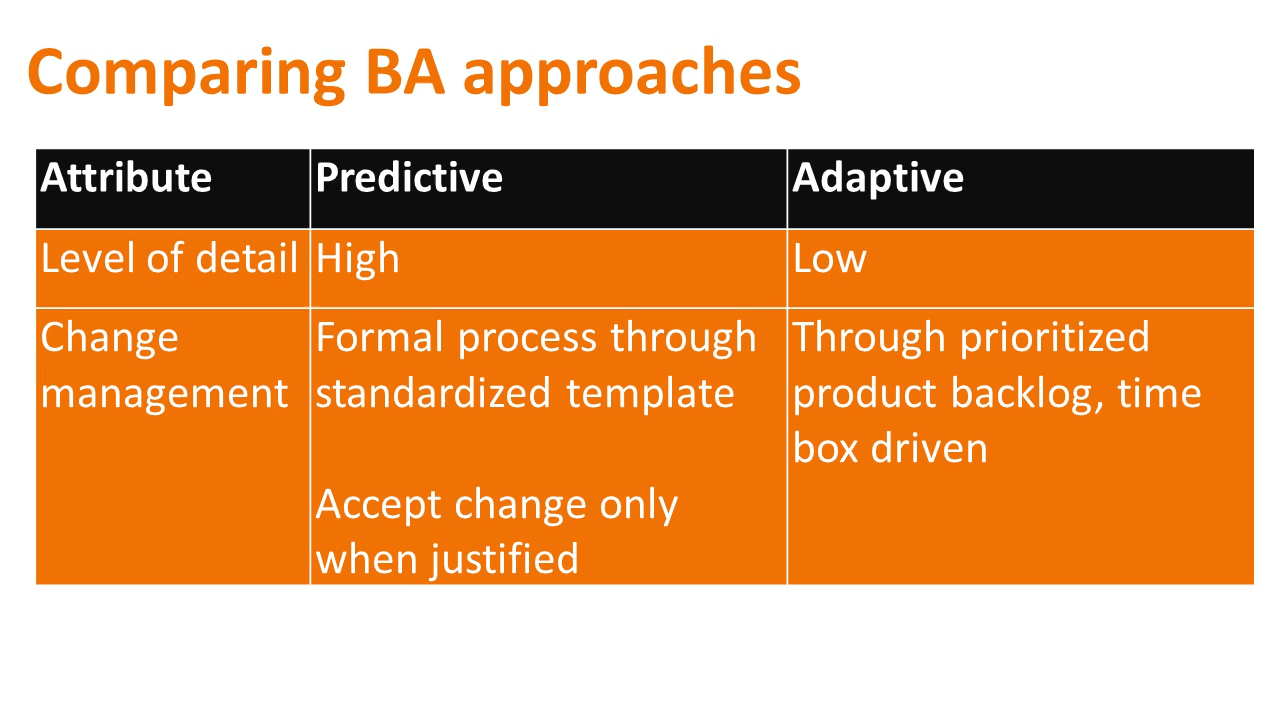 Comparing BA approaches
Attribute Predictive Adaptive
Level of detail High Low
Change Formal process through Through prioritized
management standardized template product backlog, time
box driven
Accept change only
when justified